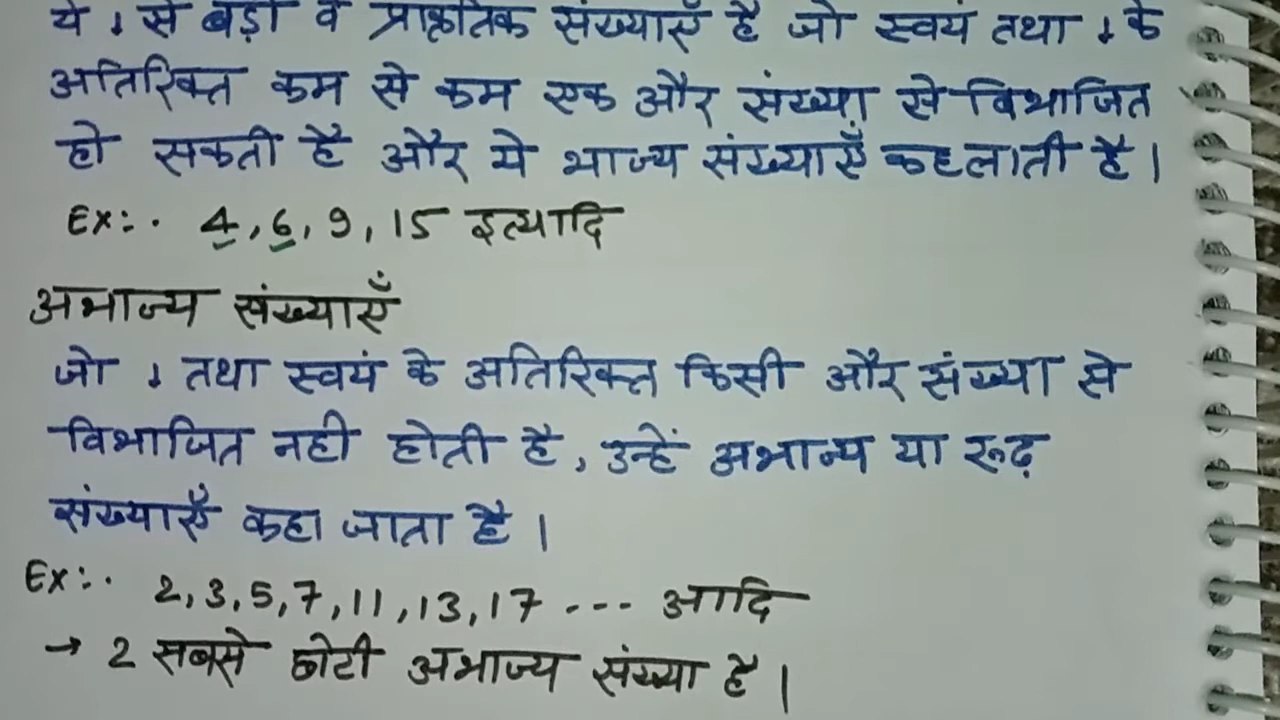 ये 1 से बड़ी वे प्राकृतिक संख्याएँ है जो स्वयं तथा 1 के
अतिरिक्त कम से कम एक और संख्या से विभाजित
हो सकती है और ये भाज्य संख्याएँ कहलाती है।
Ex:. 4, 6, 9, 15 इत्यादि
अभाज्य संख्याएँ
जो 1 तथा स्वयं के अतिरिक्त किसी और संख्या से
विभाजित नही होती है, उन्हें अभाज्य या रूढ़
संख्याएँ कहा जाता है।
Ex:. 2, 3, 5, 7, 11, 13, 17 --- आदि
→ 2 सबसे छोटी अभाज्य संख्या है।